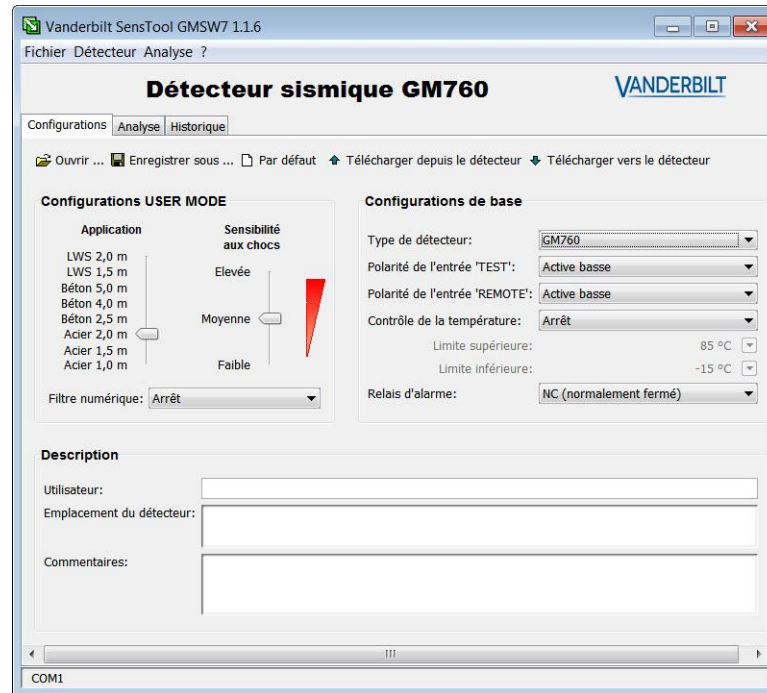 Vanderbilt SensTool GMSW7 1.1.6
Fichier Détecteur Analyse ?
Détecteur sismique GM760
VANDERBILT
Configurations Analyse Historique
Ouvrir ... Enregistrer sous ... Par défaut Télécharger depuis le détecteur Télécharger vers le détecteur
Configurations USER MODE
Application
LWS 2,0 m
LWS 1,5 m
Béton 5,0 m
Béton 4,0 m
Béton 2,5 m
Acier 2,0 m
Acier 1,5 m
Acier 1,0 m
Sensibilité
aux chocs
Elevée
Moyenne
Faible
Filtre numérique: Arrêt
Configurations de base
Type de détecteur: GM760
Polarité de l'entrée 'TEST': Active basse
Polarité de l'entrée 'REMOTE': Active basse
Contrôle de la température: Arrêt
Limite supérieure: 85 ºC
Limite inférieure: -15 ºC
Relais d'alarme: NC (normalement fermé)
Description
Utilisateur:
Emplacement du détecteur:
Commentaires:
COM1